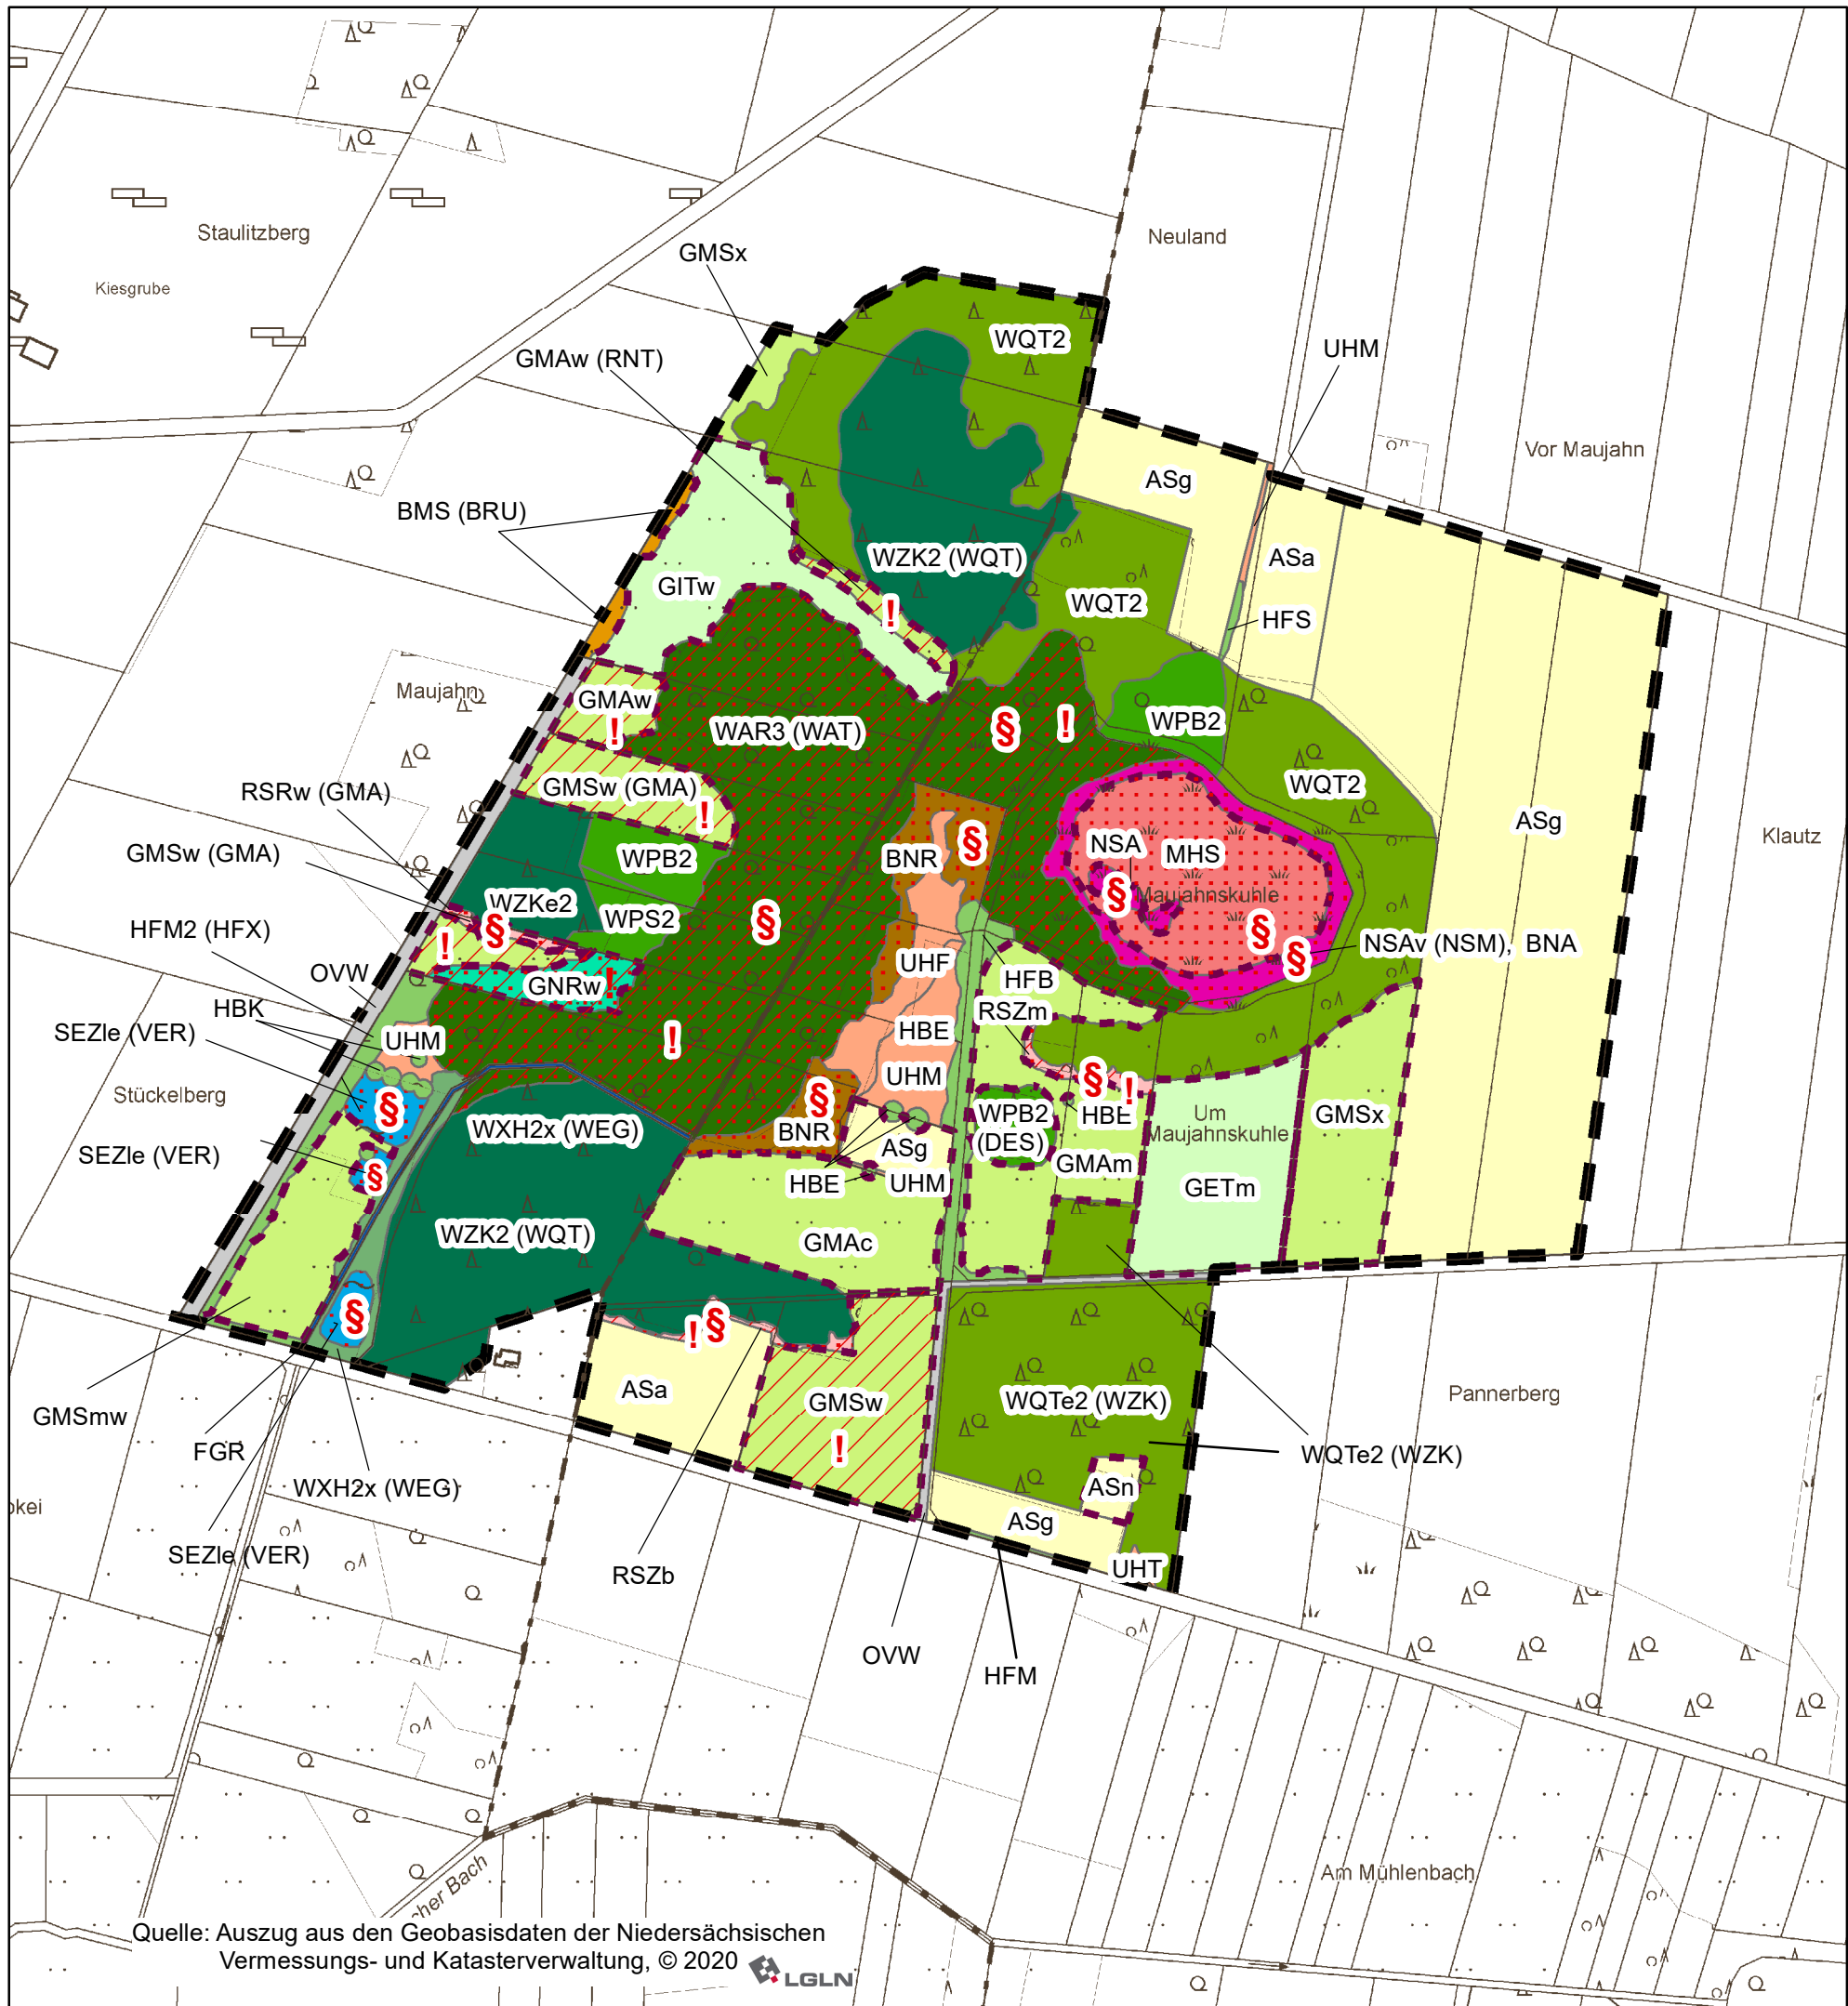 Staulitzberg
Kiesgrube
GMSx
Neuland
WQT2
UHM
GMAw (RNT)
Vor Maujahn
ASg
BMS (BRU)
WZK2 (WQT)
ASa
GITw
WQT2
HFS
Maujahn
GMAw
WAR3 (WAT)
§
!
WPB2
WQT2
RSRw (GMA)
GMSw (GMA)
!
ASg
Klautz
GMSw (GMA)
WPB2
BNR
§
NSA
MHS
Maujahnskuhle
WZKe2
WPS2
§
§
§
HFM2 (HFX)
!
§
NSAv (NSM), BNA
§
OVW
GNRw
!
UHF
HFB
HBK
RSZm
SEZle (VER)
UHM
!
HBE
UHM
§
!
Stückelberg
§
WXH2x (WEG)
BNR
§
WPB2
(DES)
HBE
Um
Maujahnskuhle
GMSx
SEZle (VER)
§
ASg
GMAm
HBE
UHM
GETm
WZK2 (WQT)
GMAc
§
!
§
ASa
GMSw
!
WQTe2 (WZK)
Pannerberg
GMSmw
FGR
WQTe2 (WZK)
WXH2x (WEG)
ASn
okei
ASg
SEZle (VER)
RSZb
UHT
OVW
HFM
Am Mühlenbach
cher Bach
Quelle: Auszug aus den Geobasisdaten der Niedersächsischen
Vermessungs- und Katasterverwaltung, © 2020
LGLN
!
!